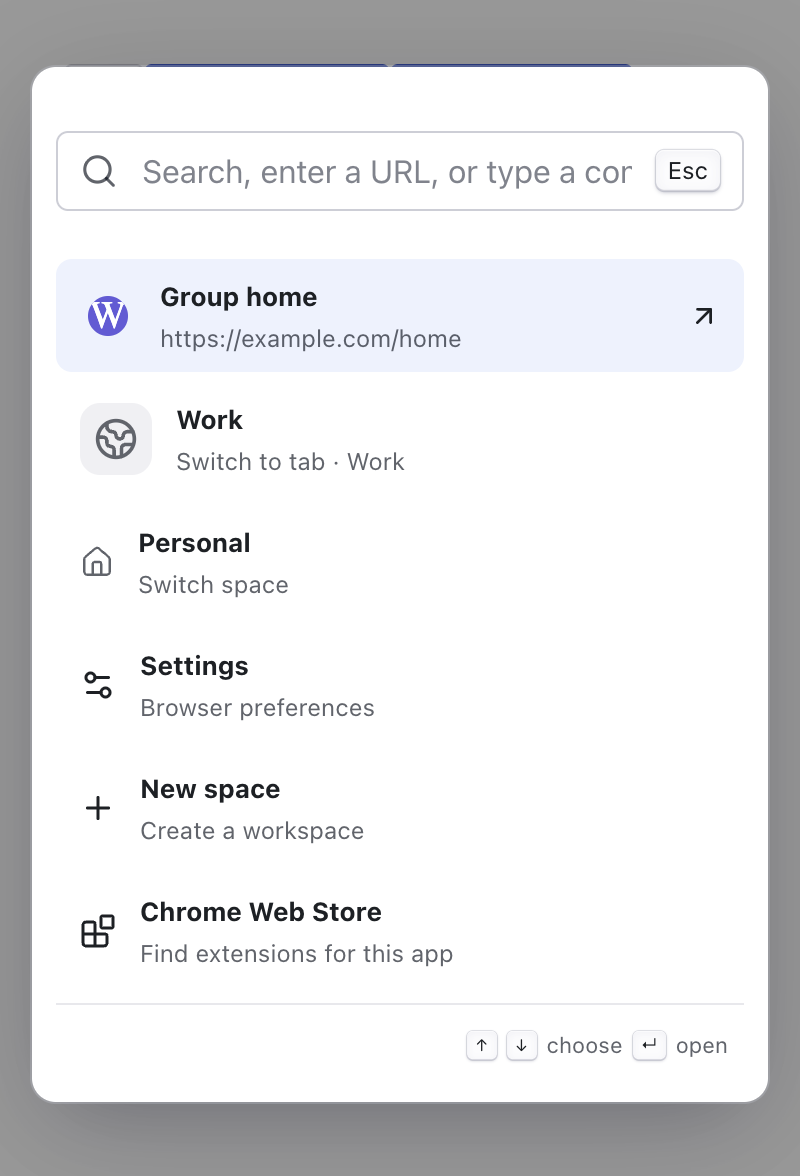 Search, enter a URL, or type a cor
Esc
Group home
https://example.com/home
Work
Switch to tab · Work
Personal
Switch space
Settings
Browser preferences
New space
Create a workspace
Chrome Web Store
Find extensions for this app
↑ ↓ choose ↵ open